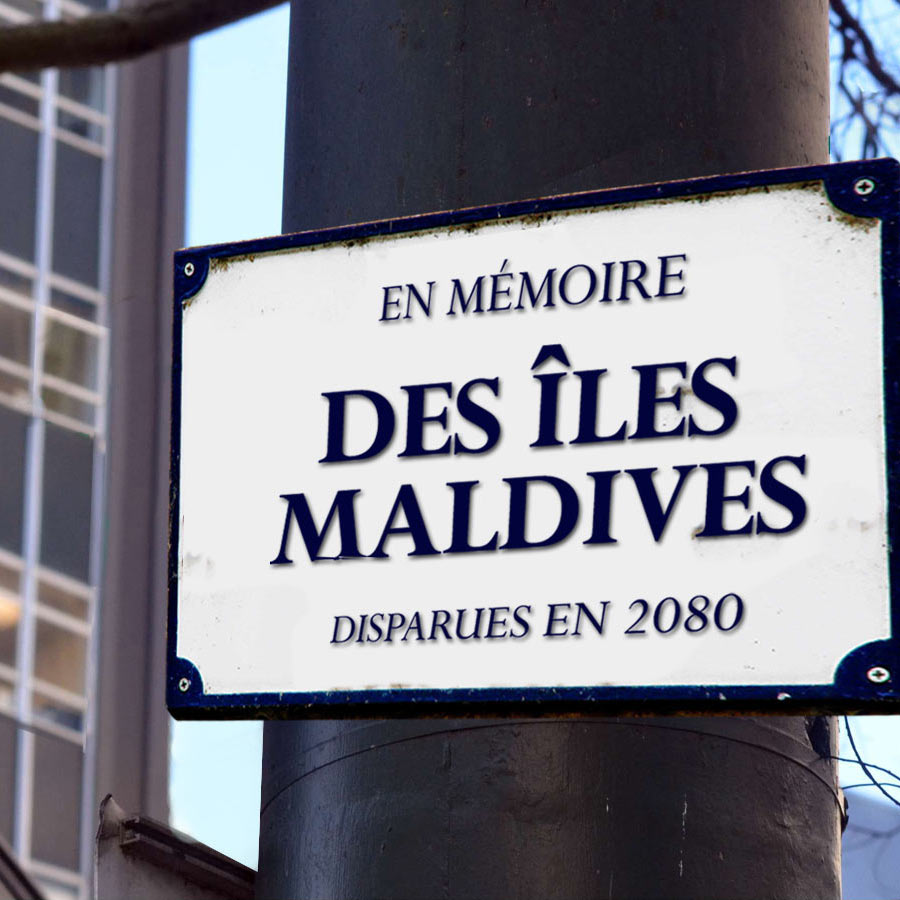 EN MÉMOIRE
DES ÎLES
MALDIVES
DISPARUES EN 2080